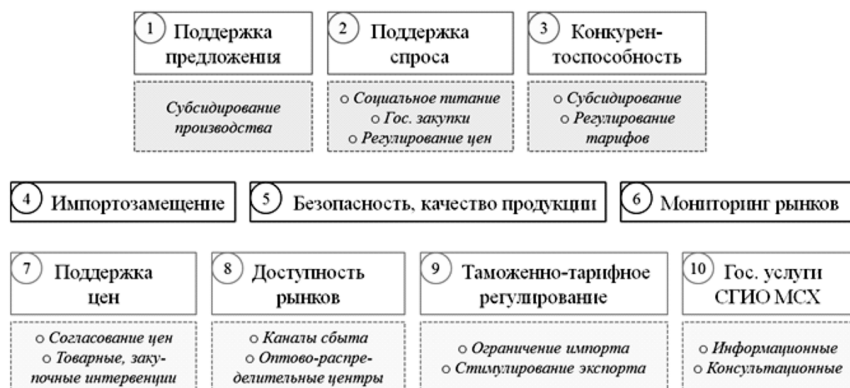 1 Поддержка
предложения
Субсидирование
производства
2 Поддержка
спроса
○ Социальное питание
○ Гос. закупки
○ Регулирование цен
3 Конкурен-
тоспособность
○ Субсидирование
○ Регулирование
тарифов
4 Импортозамещение
5 Безопасность, качество продукции
6 Мониторинг рынков
7 Поддержка
цен
○ Согласование цен
○ Товарные, заку-
почные интервенции
8 Доступность
рынков
○ Каналы сбыта
○ Оптово-распре-
делительные центры
9 Таможенно-тарифное
регулирование
○ Ограничение импорта
○ Стимулирование экспорта
10 Гос. услуги
СГИО МСХ
○ Информационные
○ Консультационные